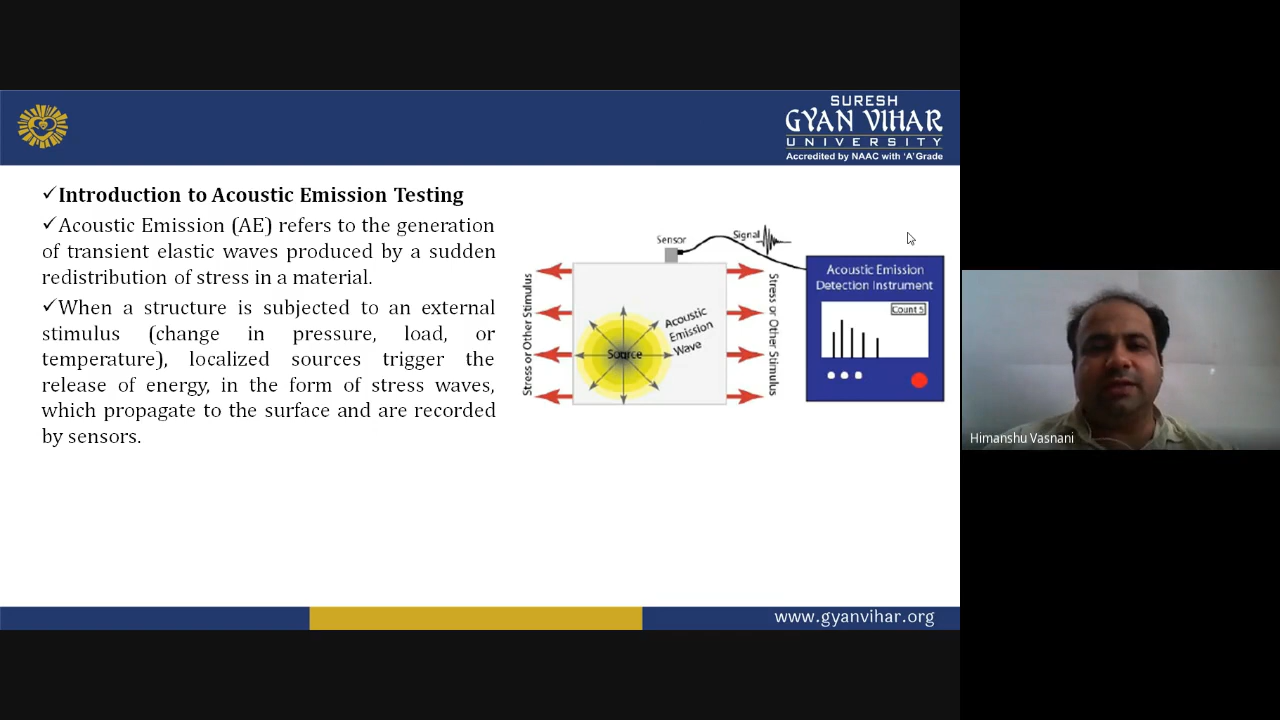 SURESH
GYAN VIHAR
UNIVERSITY
Accredited by NAAC with 'A' Grade
✓Introduction to Acoustic Emission Testing
✓Acoustic Emission (AE) refers to the generation
of transient elastic waves produced by a sudden
redistribution of stress in a material.
✓When a structure is subjected to an external
stimulus (change in pressure, load, or
temperature), localized sources trigger the
release of energy, in the form of stress waves,
which propagate to the surface and are recorded
by sensors.
Sensor
Signal
Stress or Other Stimulus
Source
Acoustic
Emission
Wave
Stress or Other Stimulus
Acoustic Emission
Detection Instrument
Count 5
Himanshu Vasnani
www.gyanvihar.org